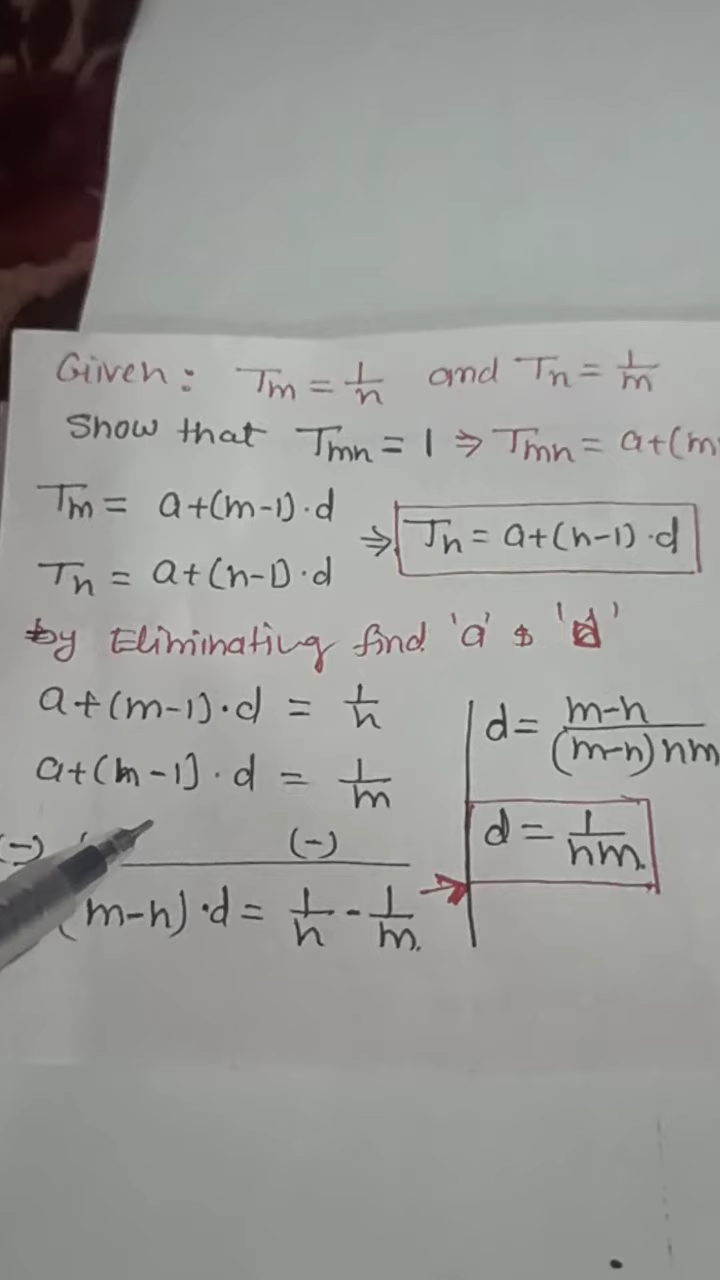 Given: Tm = 1/n and Tn = 1/m
Show that Tmn = 1 ⇒ Tmn = a+(m
Tm = a+(m-1)·d
Tn = a+(n-1)·d
⇒ Tn = a+(n-1)·d
by Eliminating find 'a' & 'd'
a+(m-1)·d = 1/n
a+(m-1)·d = 1/m
(-) (-)
(m-n)·d = 1/n - 1/m.
d = m-n/(m-n)nm
d = 1/nm.